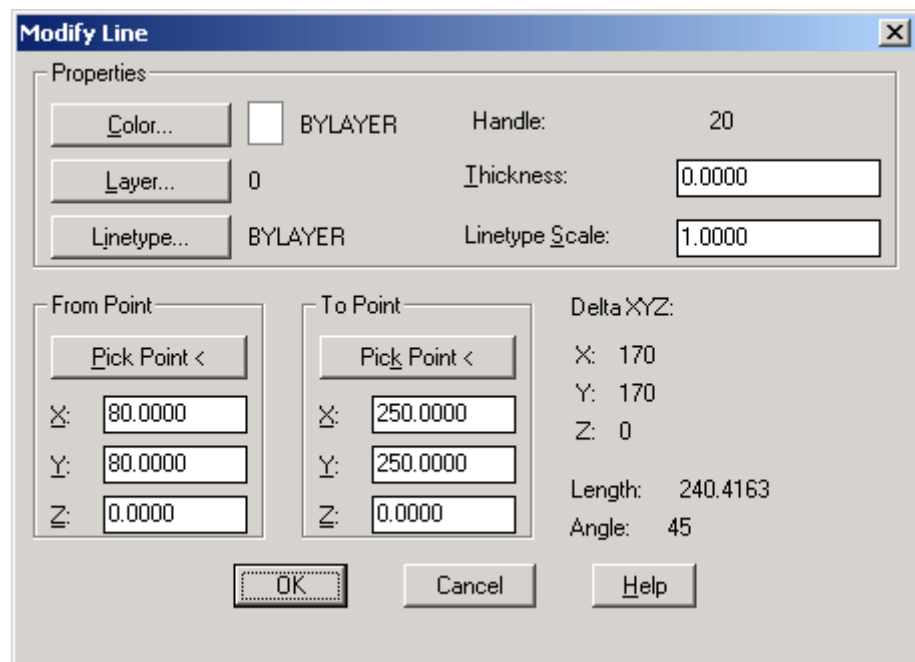 Modify Line
Properties
Color... BYLAYER Handle: 20
Layer... 0 Thickness: 0.0000
Linetype... BYLAYER Linetype Scale: 1.0000
From Point
Pick Point <
X: 80.0000
Y: 80.0000
Z: 0.0000
To Point
Pick Point <
X: 250.0000
Y: 250.0000
Z: 0.0000
Delta XYZ:
X: 170
Y: 170
Z: 0
Length: 240.4163
Angle: 45
OK Cancel Help